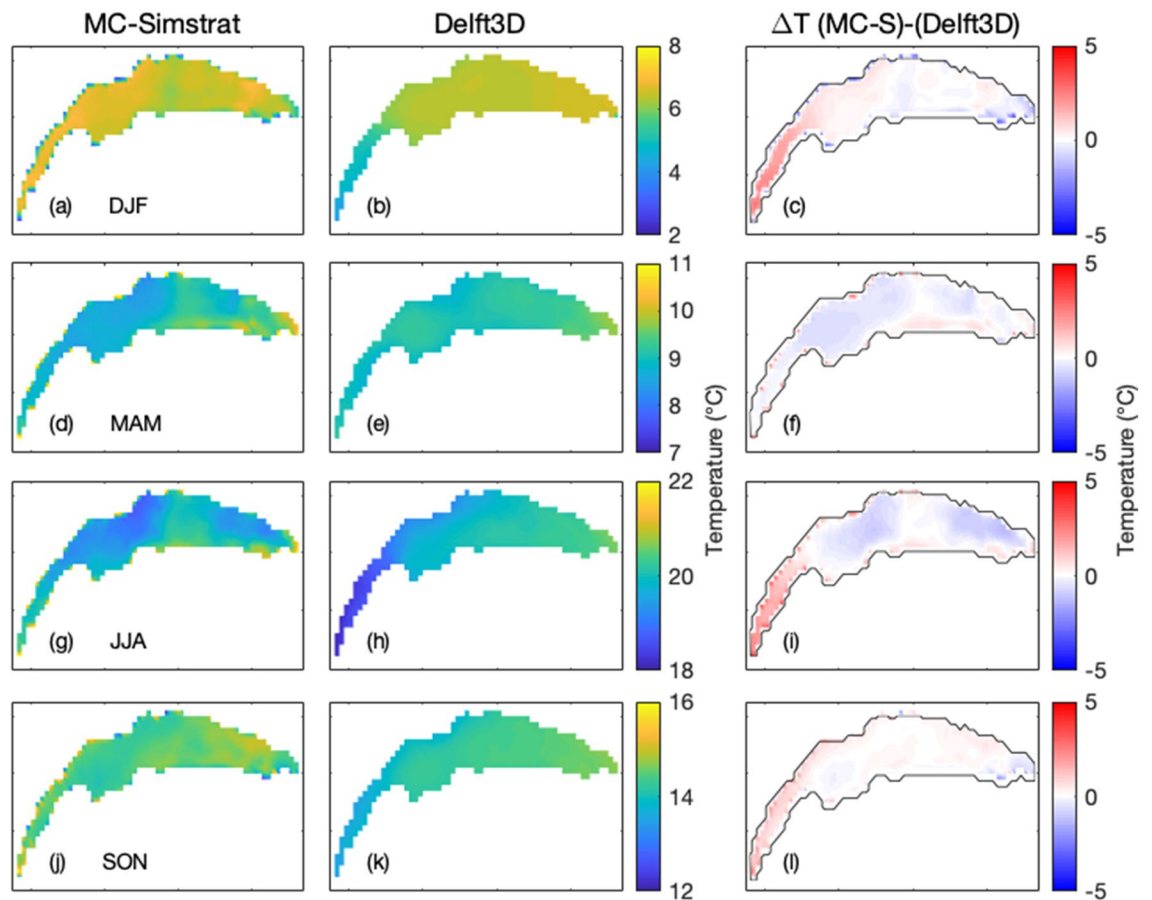 MC-Simstrat
Delft3D
ΔT (MC-S)-(Delft3D)
(a) DJF
(b)
8
6
4
2
(c)
5
0
-5
(d) MAM
(e)
11
10
9
8
7
(f)
5
0
-5
(g) JJA
(h)
22
20
18
(i)
5
0
-5
(j) SON
(k)
16
14
12
(l)
5
0
-5
Temperature (°C)
Temperature (°C)